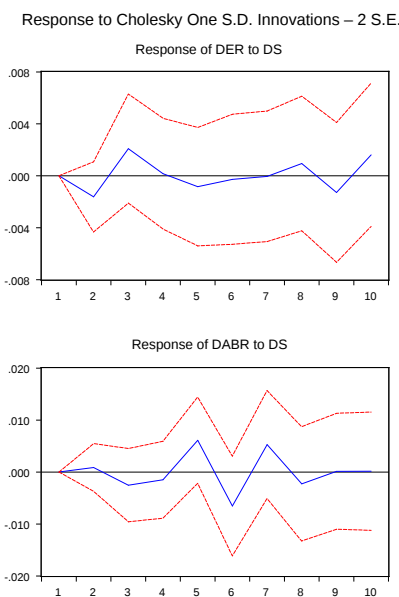 Response to Cholesky One S.D. Innovations – 2 S.E.
Response of DER to DS
.008
.004
.000
-.004
-.008
1 2 3 4 5 6 7 8 9 10
Response of DABR to DS
.020
.010
.000
-.010
-.020
1 2 3 4 5 6 7 8 9 10